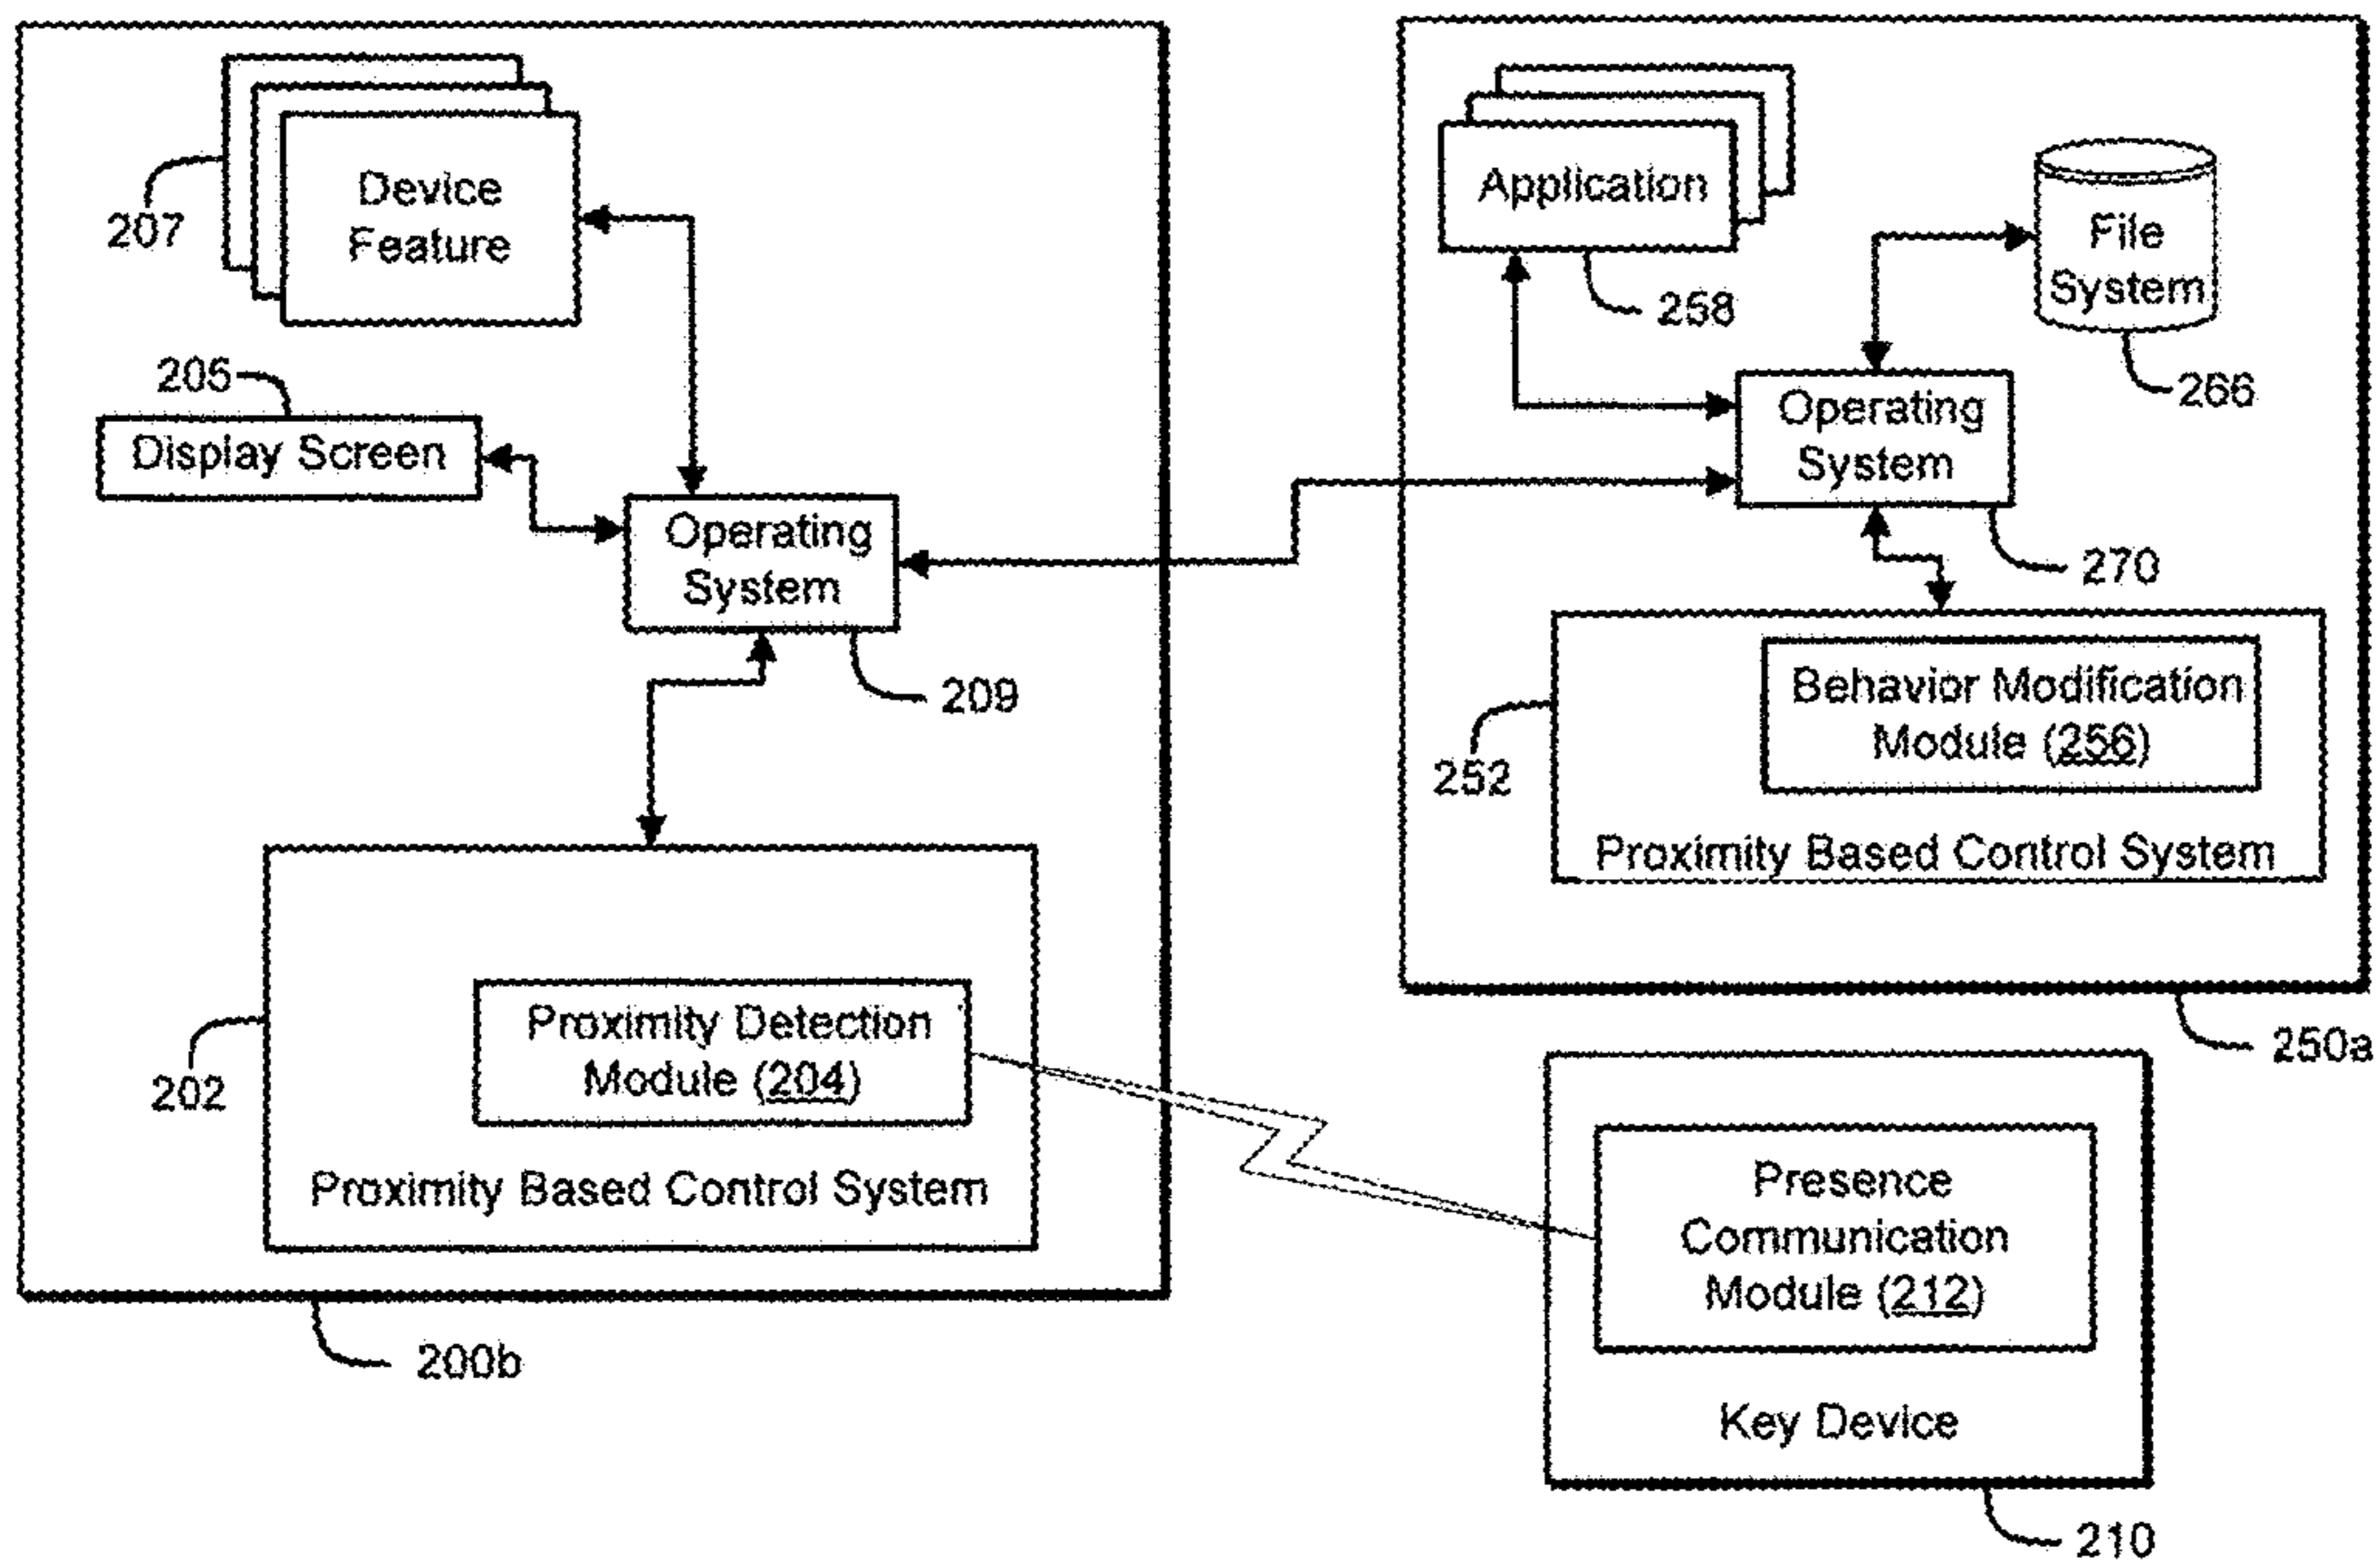 Device
Feature
207
205
Display Screen
Operating
System
209
Proximity Detection
Module (204)
Proximity Based Control System
202
200b
Application
258
File
System
266
Operating
System
270
Behavior Modification
Module (256)
Proximity Based Control System
252
250a
Presence
Communication
Module (212)
Key Device
210